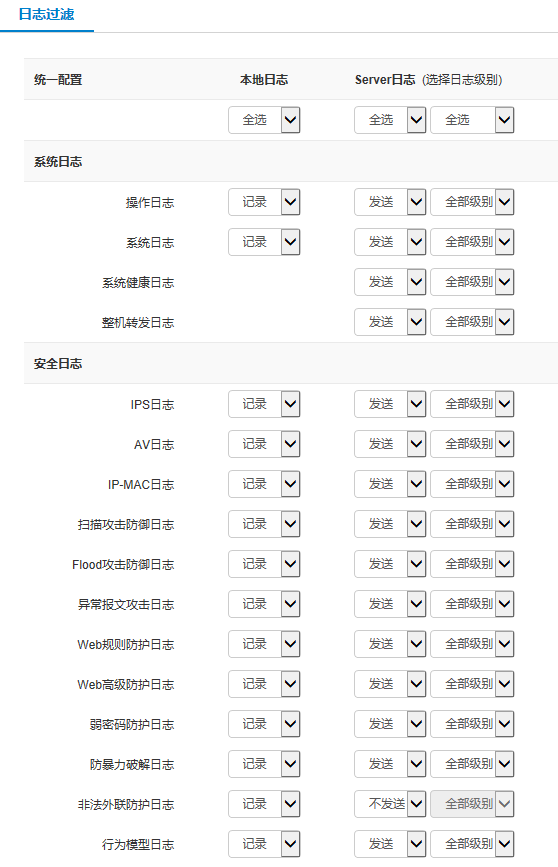 日志过滤
统一配置 本地日志 Server日志 (选择日志级别)
全选 全选 全选
系统日志
操作日志 记录 发送 全部级别
系统日志 记录 发送 全部级别
系统健康日志 发送 全部级别
整机转发日志 发送 全部级别
安全日志
IPS日志 记录 发送 全部级别
AV日志 记录 发送 全部级别
IP-MAC日志 记录 发送 全部级别
扫描攻击防御日志 记录 发送 全部级别
Flood攻击防御日志 记录 发送 全部级别
异常报文攻击日志 记录 发送 全部级别
Web规则防护日志 记录 发送 全部级别
Web高级防护日志 记录 发送 全部级别
弱密码防护日志 记录 发送 全部级别
防暴力破解日志 记录 发送 全部级别
非法外联防护日志 记录 不发送 全部级别
行为模型日志 记录 发送 全部级别